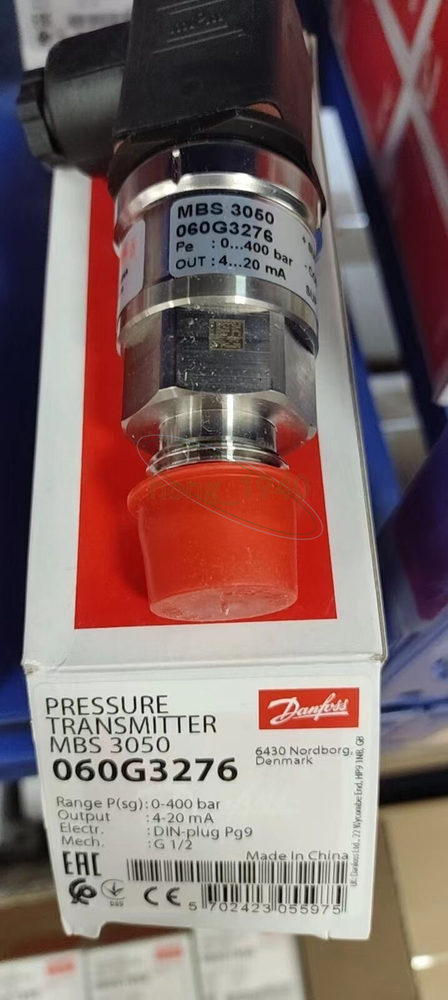 MBS 3050
060G3276
Pe : 0...400 bar
OUT : 4...20 mA
PRESSURE
TRANSMITTER
MBS 3050
060G3276
Danfoss
6430 Nordborg,
Denmark
Range P(sg): 0-400 bar
Output : 4-20 mA
Electr. : DIN-plug Pg9
Mech. : G 1/2
Made in China
EAC
CE
5 702423 055975